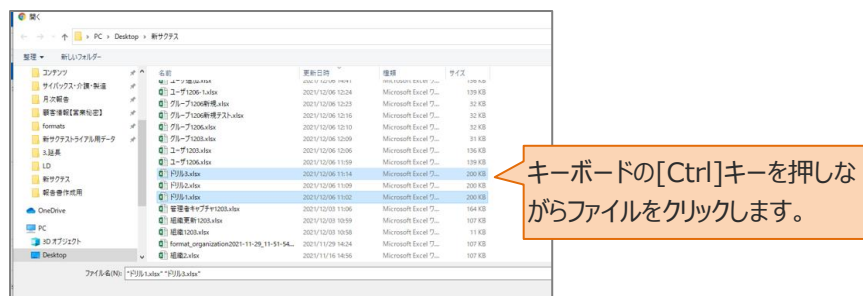 開く
PC > Desktop > 新サクテス
整理 新しいフォルダー
コンテンツ
サイバックス・介護・製造
月次報告
顧客情報【営業秘密】
formats
新サクテストライアル用データ
3.延長
LD
新サクテス
報告書作成用
OneDrive
PC
3D オブジェクト
Desktop
名前 更新日時 種類 サイズ
ユーザ1206-1.xlsx 2021/12/06 12:24 Microsoft Excel ワ... 139 KB
グループ1206新規.xlsx 2021/12/06 12:23 Microsoft Excel ワ... 32 KB
グループ1206新規テスト.xlsx 2021/12/06 12:16 Microsoft Excel ワ... 32 KB
グループ1206.xlsx 2021/12/06 12:10 Microsoft Excel ワ... 32 KB
グループ1203.xlsx 2021/12/06 12:09 Microsoft Excel ワ... 31 KB
ユーザ1203.xlsx 2021/12/06 12:06 Microsoft Excel ワ... 136 KB
ユーザ1206.xlsx 2021/12/06 11:59 Microsoft Excel ワ... 139 KB
ドリル3.xlsx 2021/12/06 11:14 Microsoft Excel ワ... 200 KB
ドリル2.xlsx 2021/12/06 11:09 Microsoft Excel ワ... 200 KB
ドリル1.xlsx 2021/12/06 11:02 Microsoft Excel ワ... 200 KB
管理者キャプチャ1203.xlsx 2021/12/03 11:06 Microsoft Excel ワ... 164 KB
組織更新1203.xlsx 2021/12/03 10:59 Microsoft Excel ワ... 107 KB
組織1203.xlsx 2021/12/03 10:58 Microsoft Excel ワ... 11 KB
format_organization2021-11-29_11-51-54... 2021/11/29 14:24 Microsoft Excel ワ... 107 KB
組織2.xlsx 2021/11/16 14:56 Microsoft Excel ワ... 107 KB
ファイル名(N): "ドリル1.xlsx" "ドリル3.xlsx"
キーボードの[Ctrl]キーを押しな
がらファイルをクリックします。